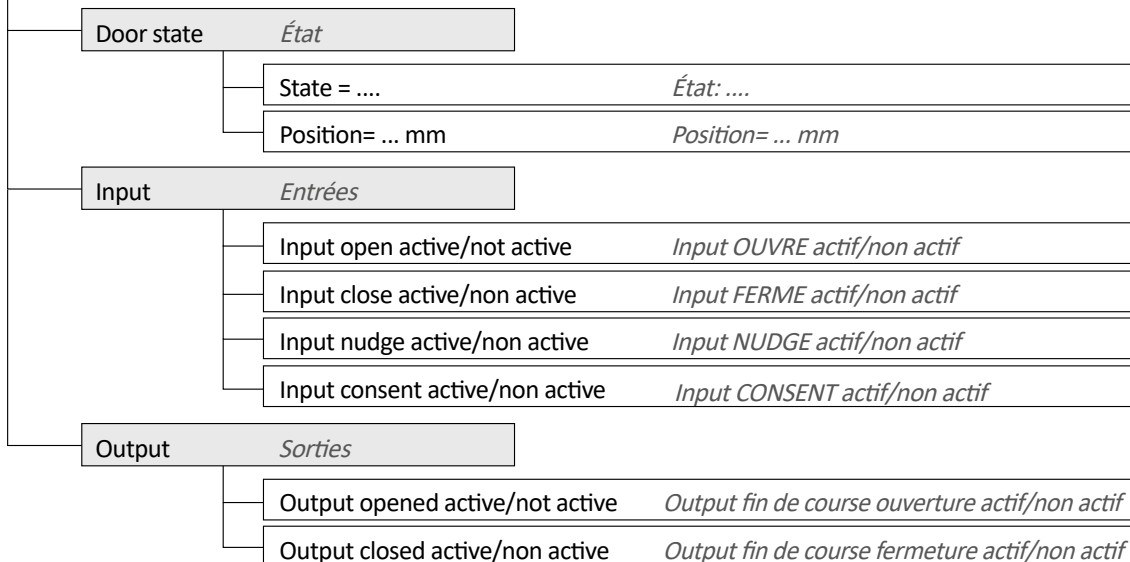 Door state État
State = .... État: ....
Position= ... mm Position= ... mm
Input Entrées
Input open active/not active Input OUVRE actif/non actif
Input close active/non active Input FERME actif/non actif
Input nudge active/non active Input NUDGE actif/non actif
Input consent active/non active Input CONSENT actif/non actif
Output Sorties
Output opened active/not active Output fin de course ouverture actif/non actif
Output closed active/non active Output fin de course fermeture actif/non actif